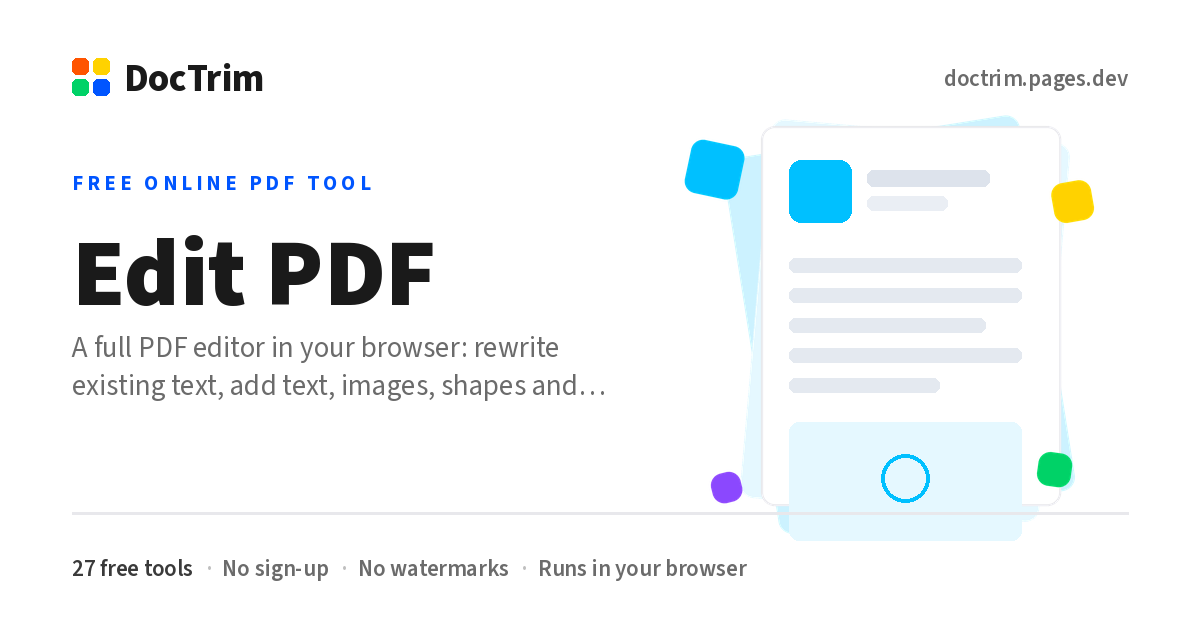 DocTrim
doctrim.pages.dev
FREE ONLINE PDF TOOL
Edit PDF
A full PDF editor in your browser: rewrite
existing text, add text, images, shapes and…
27 free tools · No sign-up · No watermarks · Runs in your browser